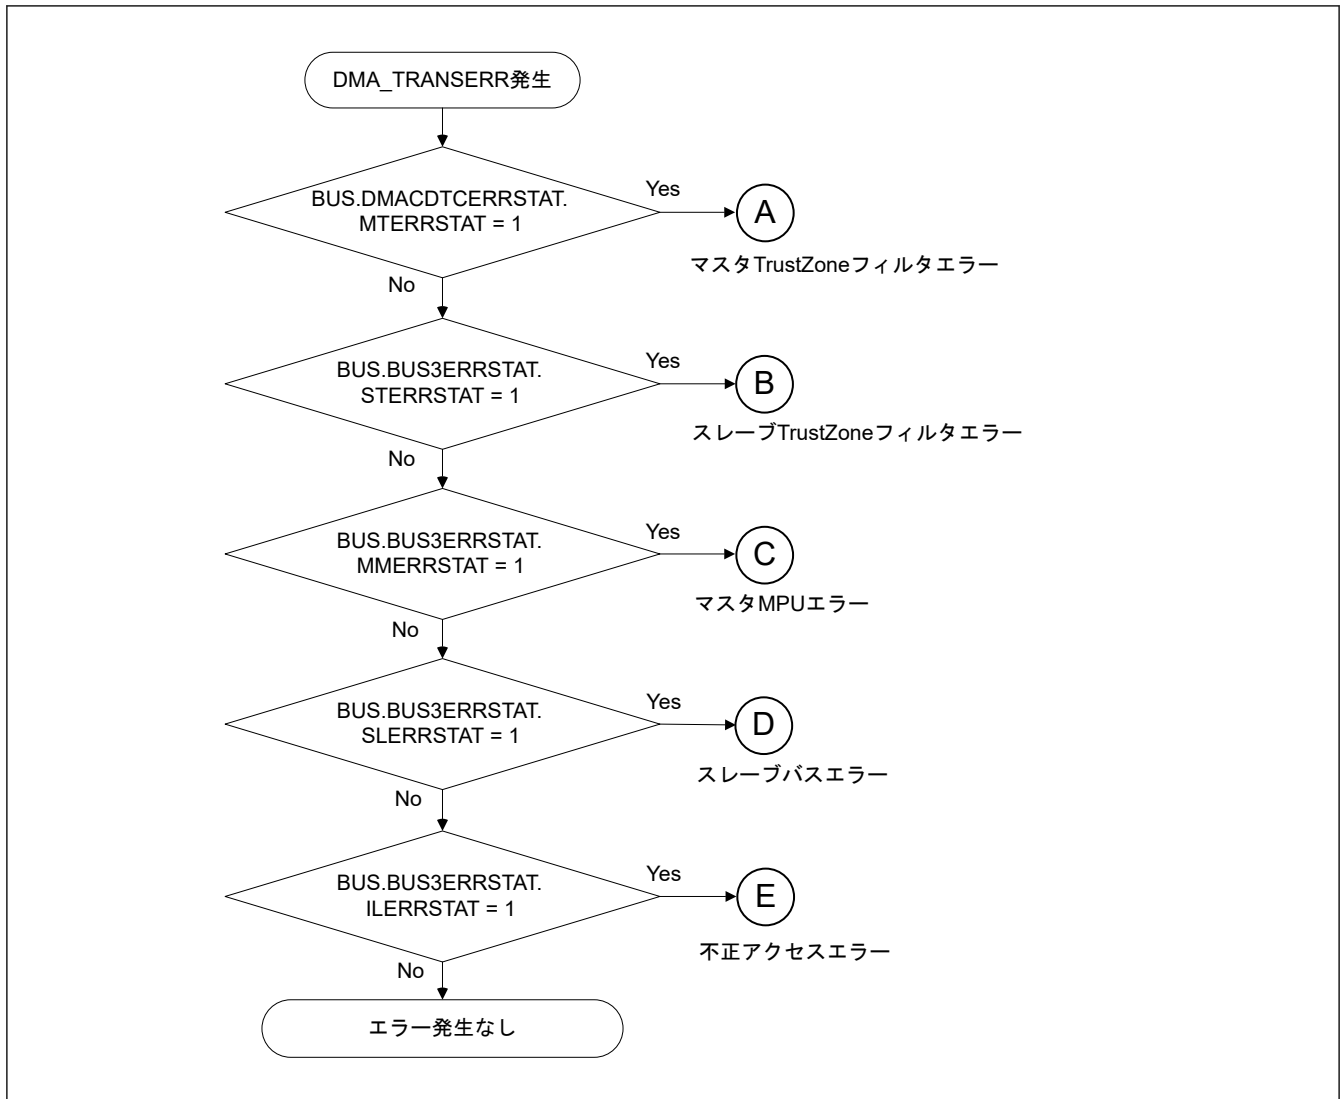 DMA_TRANSERR発生
BUS.DMACDTCERRSTAT.
MTERRSTAT = 1
Yes
A
マスタTrustZoneフィルタエラー
No
BUS.BUS3ERRSTAT.
STERRSTAT = 1
Yes
B
スレーブTrustZoneフィルタエラー
No
BUS.BUS3ERRSTAT.
MMERRSTAT = 1
Yes
C
マスタMPUエラー
No
BUS.BUS3ERRSTAT.
SLERRSTAT = 1
Yes
D
スレーブバスエラー
No
BUS.BUS3ERRSTAT.
ILERRSTAT = 1
Yes
E
不正アクセスエラー
No
エラー発生なし